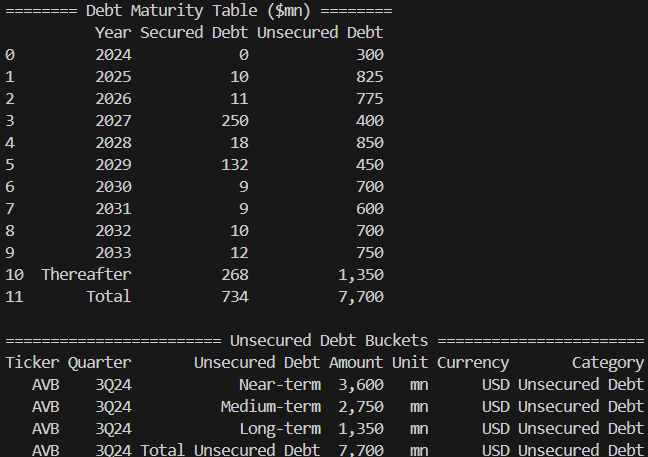 ======== Debt Maturity Table ($mn) ========
Year Secured Debt Unsecured Debt
0 2024 0 300
1 2025 10 825
2 2026 11 775
3 2027 250 400
4 2028 18 850
5 2029 132 450
6 2030 9 700
7 2031 9 600
8 2032 10 700
9 2033 12 750
10 Thereafter 268 1,350
11 Total 734 7,700
======================== Unsecured Debt Buckets =======================
Ticker Quarter Unsecured Debt Amount Unit Currency Category
AVB 3Q24 Near-term 3,600 mn USD Unsecured Debt
AVB 3Q24 Medium-term 2,750 mn USD Unsecured Debt
AVB 3Q24 Long-term 1,350 mn USD Unsecured Debt
AVB 3Q24 Total Unsecured Debt 7,700 mn USD Unsecured Debt